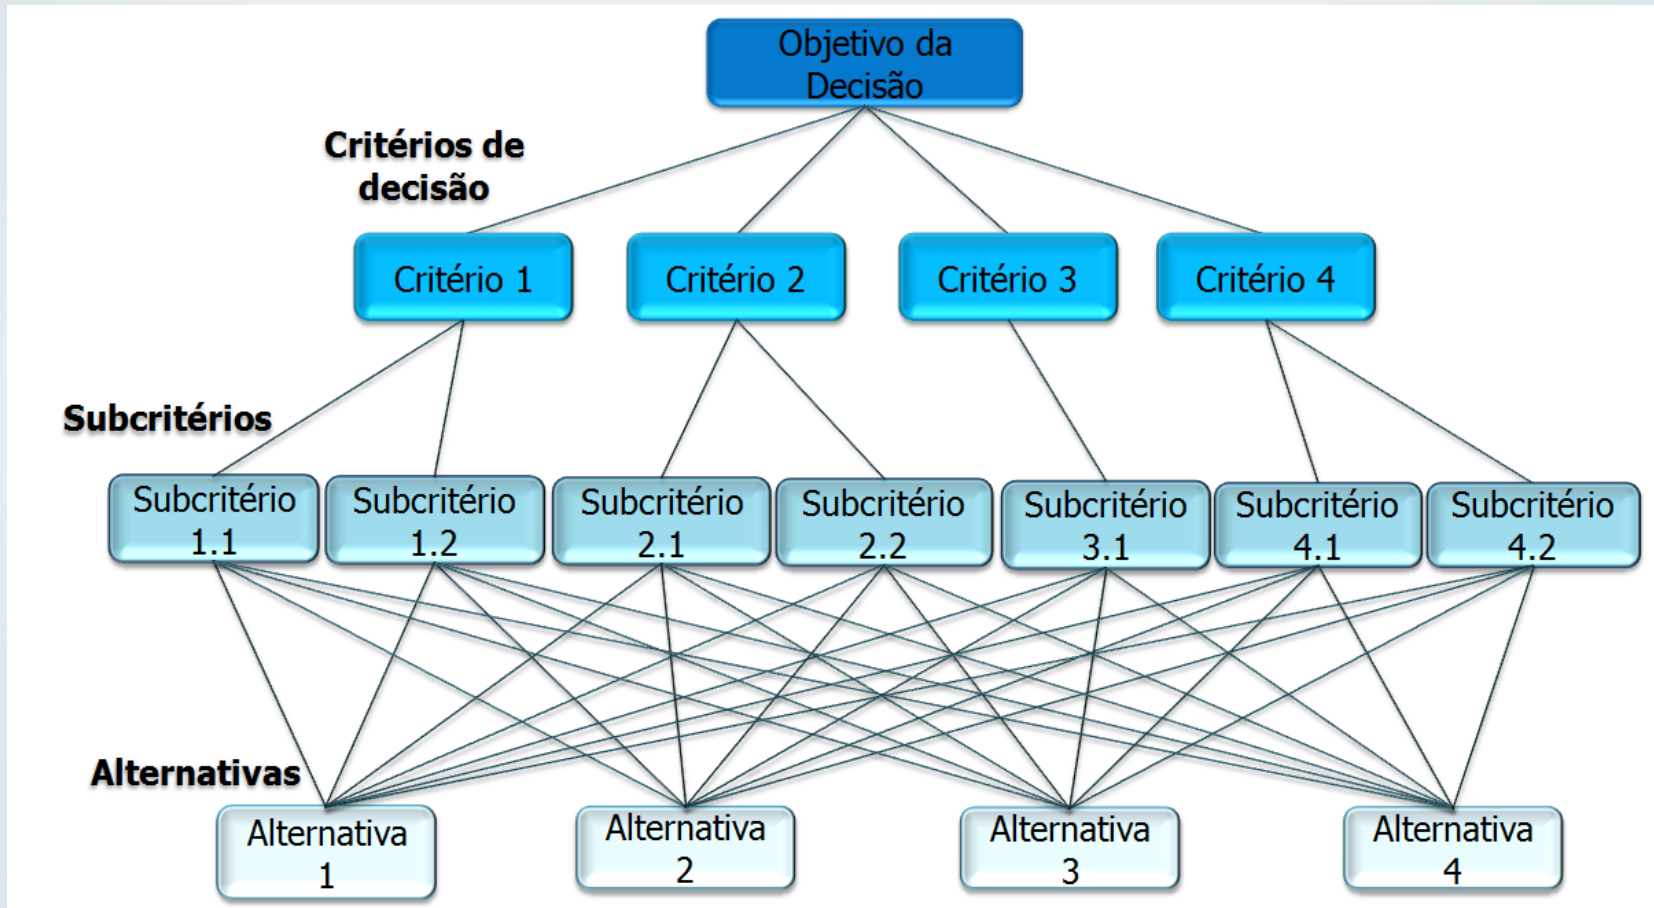 Objetivo da
Decisão
Critérios de
decisão
Critério 1
Critério 2
Critério 3
Critério 4
Subcritérios
Subcritério
1.1
Subcritério
1.2
Subcritério
2.1
Subcritério
2.2
Subcritério
3.1
Subcritério
4.1
Subcritério
4.2
Alternativas
Alternativa
1
Alternativa
2
Alternativa
3
Alternativa
4